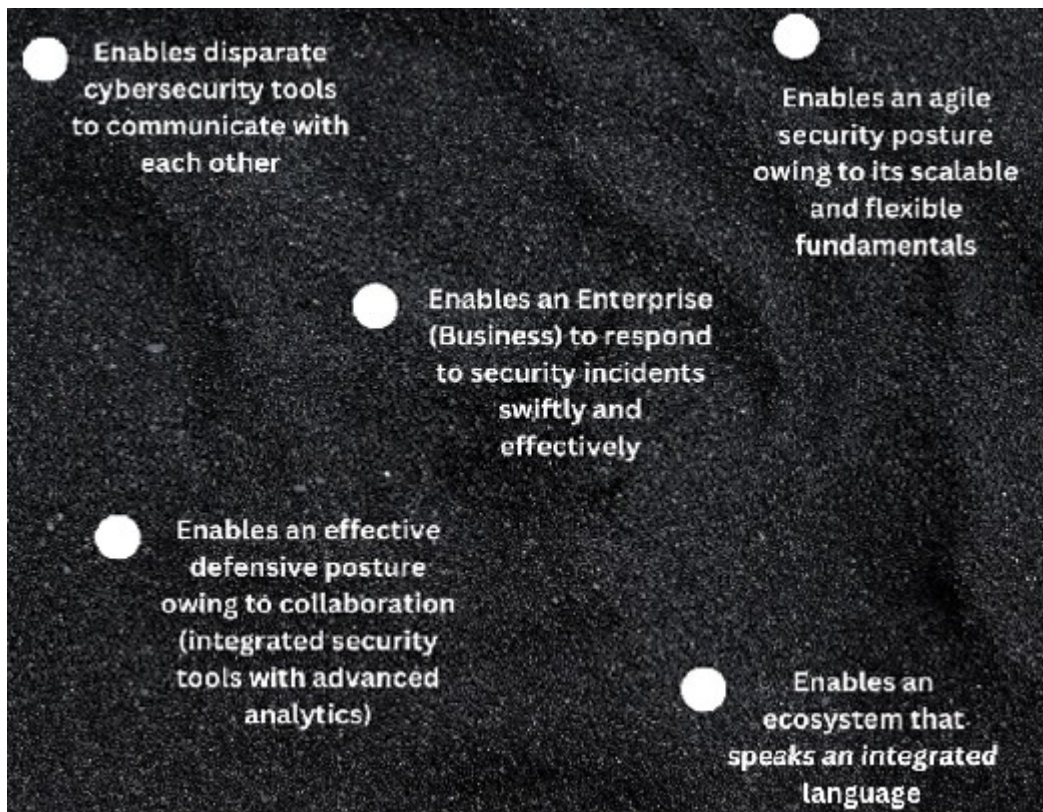 Enables disparate
cybersecurity tools
to communicate with
each other
Enables an agile
security posture
owing to its scalable
and flexible
fundamentals
Enables an Enterprise
(Business) to respond
to security incidents
swiftly and
effectively
Enables an effective
defensive posture
owing to collaboration
(integrated security
tools with advanced
analytics)
Enables an
ecosystem that
speaks an integrated
language